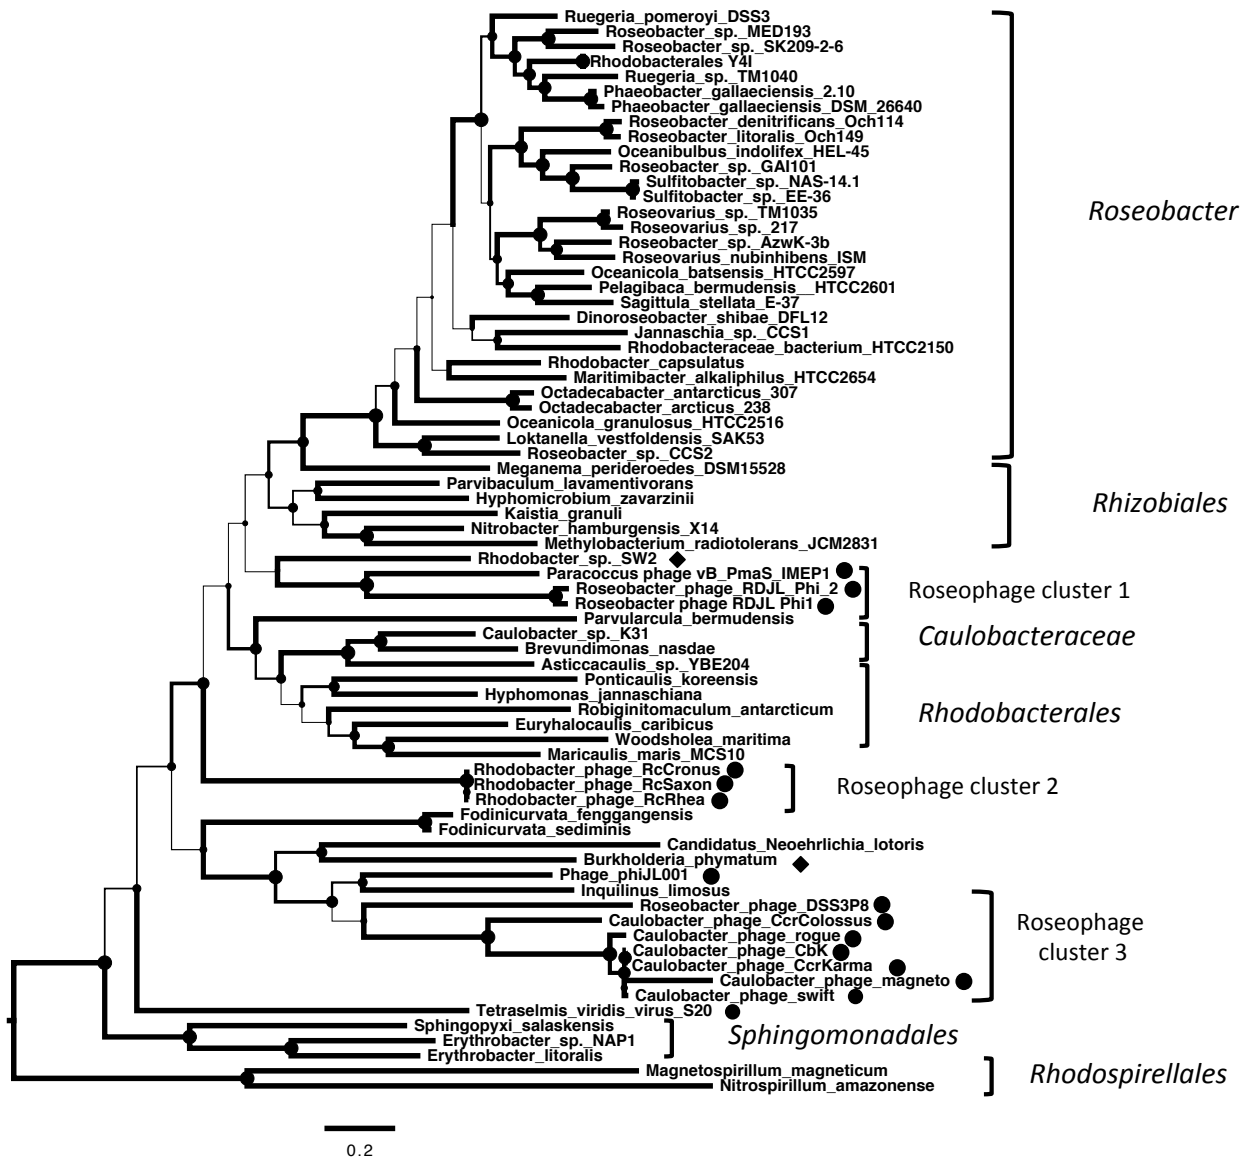 Ruegeria_pomeroyi_DSS3
Roseobacter_sp._MED193
Roseobacter_sp._SK209-2-6
Rhodobacterales_Y4I
Ruegeria_sp._TM1040
Phaeobacter_gallaeciensis_2.10
Phaeobacter_gallaeciensis_DSM_26640
Roseobacter_denitrificans_Och114
Roseobacter_litoralis_Och149
Oceanibulbus_indolifex_HEL-45
Roseobacter_sp._GAI101
Sulfitobacter_sp._NAS-14.1
Sulfitobacter_sp._EE-36
Roseovarius_sp._TM1035
Roseovarius_sp._217
Roseobacter_sp._AzwK-3b
Roseovarius_nubinhibens_ISM
Oceanicola_batsensis_HTCC2597
Pelagibaca_bermudensis__HTCC2601
Sagittula_stellata_E-37
Dinoroseobacter_shibae_DFL12
Jannaschia_sp._CCS1
Rhodobacteraceae_bacterium_HTCC2150
Rhodobacter_capsulatus
Maritimibacter_alkaliphilus_HTCC2654
Octadecabacter_antarcticus_307
Octadecabacter_arcticus_238
Oceanicola_granulosus_HTCC2516
Loktanella_vestfoldensis_SAK53
Roseobacter_sp._CCS2
Roseobacter
Meganema_perideroedes_DSM15528
Parvibaculum_lavamentivorans
Hyphomicrobium_zavarzinii
Kaistia_granuli
Nitrobacter_hamburgensis_X14
Methylobacterium_radiotolerans_JCM2831
Rhizobiales
Rhodobacter_sp._SW2
Paracoccus phage vB_PmaS_IMEP1
Roseobacter_phage_RDJL_Phi_2
Roseobacter phage RDJL Phi1
Roseophage cluster 1
Parvularcula_bermudensis
Caulobacter_sp._K31
Brevundimonas_nasdae
Asticcacaulis_sp._YBE204
Caulobacteraceae
Ponticaulis_koreensis
Hyphomonas_jannaschiana
Robiginitomaculum_antarcticum
Euryhalocaulis_caribicus
Woodsholea_maritima
Maricaulis_maris_MCS10
Rhodobacterales
Rhodobacter_phage_RcCronus
Rhodobacter_phage_RcSaxon
Rhodobacter_phage_RcRhea
Roseophage cluster 2
Fodinicurvata_fenggangensis
Fodinicurvata_sediminis
Candidatus_Neoehrlichia_lotoris
Burkholderia_phymatum
Phage_phiJL001
Inquilinus_limosus
Roseobacter_phage_DSS3P8
Caulobacter_phage_CcrColossus
Caulobacter_phage_rogue
Caulobacter_phage_CbK
Caulobacter_phage_CcrKarma
Caulobacter_phage_magneto
Caulobacter_phage_swift
Roseophage
cluster 3
Tetraselmis_viridis_virus_S20
Sphingopyxi_salaskensis
Erythrobacter_sp._NAP1
Erythrobacter_litoralis
Sphingomonadales
Magnetospirillum_magneticum
Nitrospirillum_amazonense
Rhodospirellales
0.2